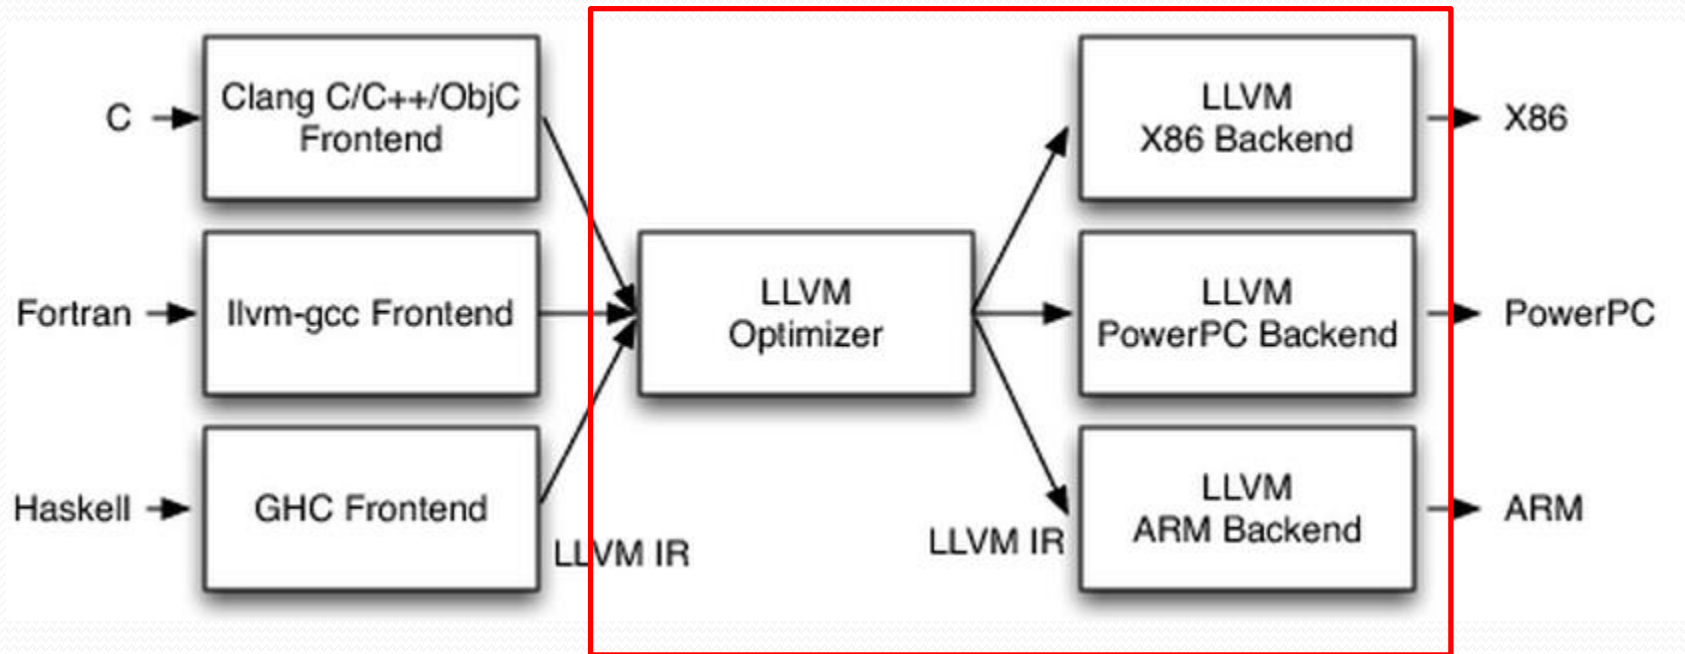 C
Clang C/C++/ObjC
Frontend
LLVM
X86 Backend
X86
Fortran
llvm-gcc Frontend
LLVM
Optimizer
LLVM
PowerPC Backend
PowerPC
Haskell
GHC Frontend
LLVM IR
LLVM IR
LLVM
ARM Backend
ARM